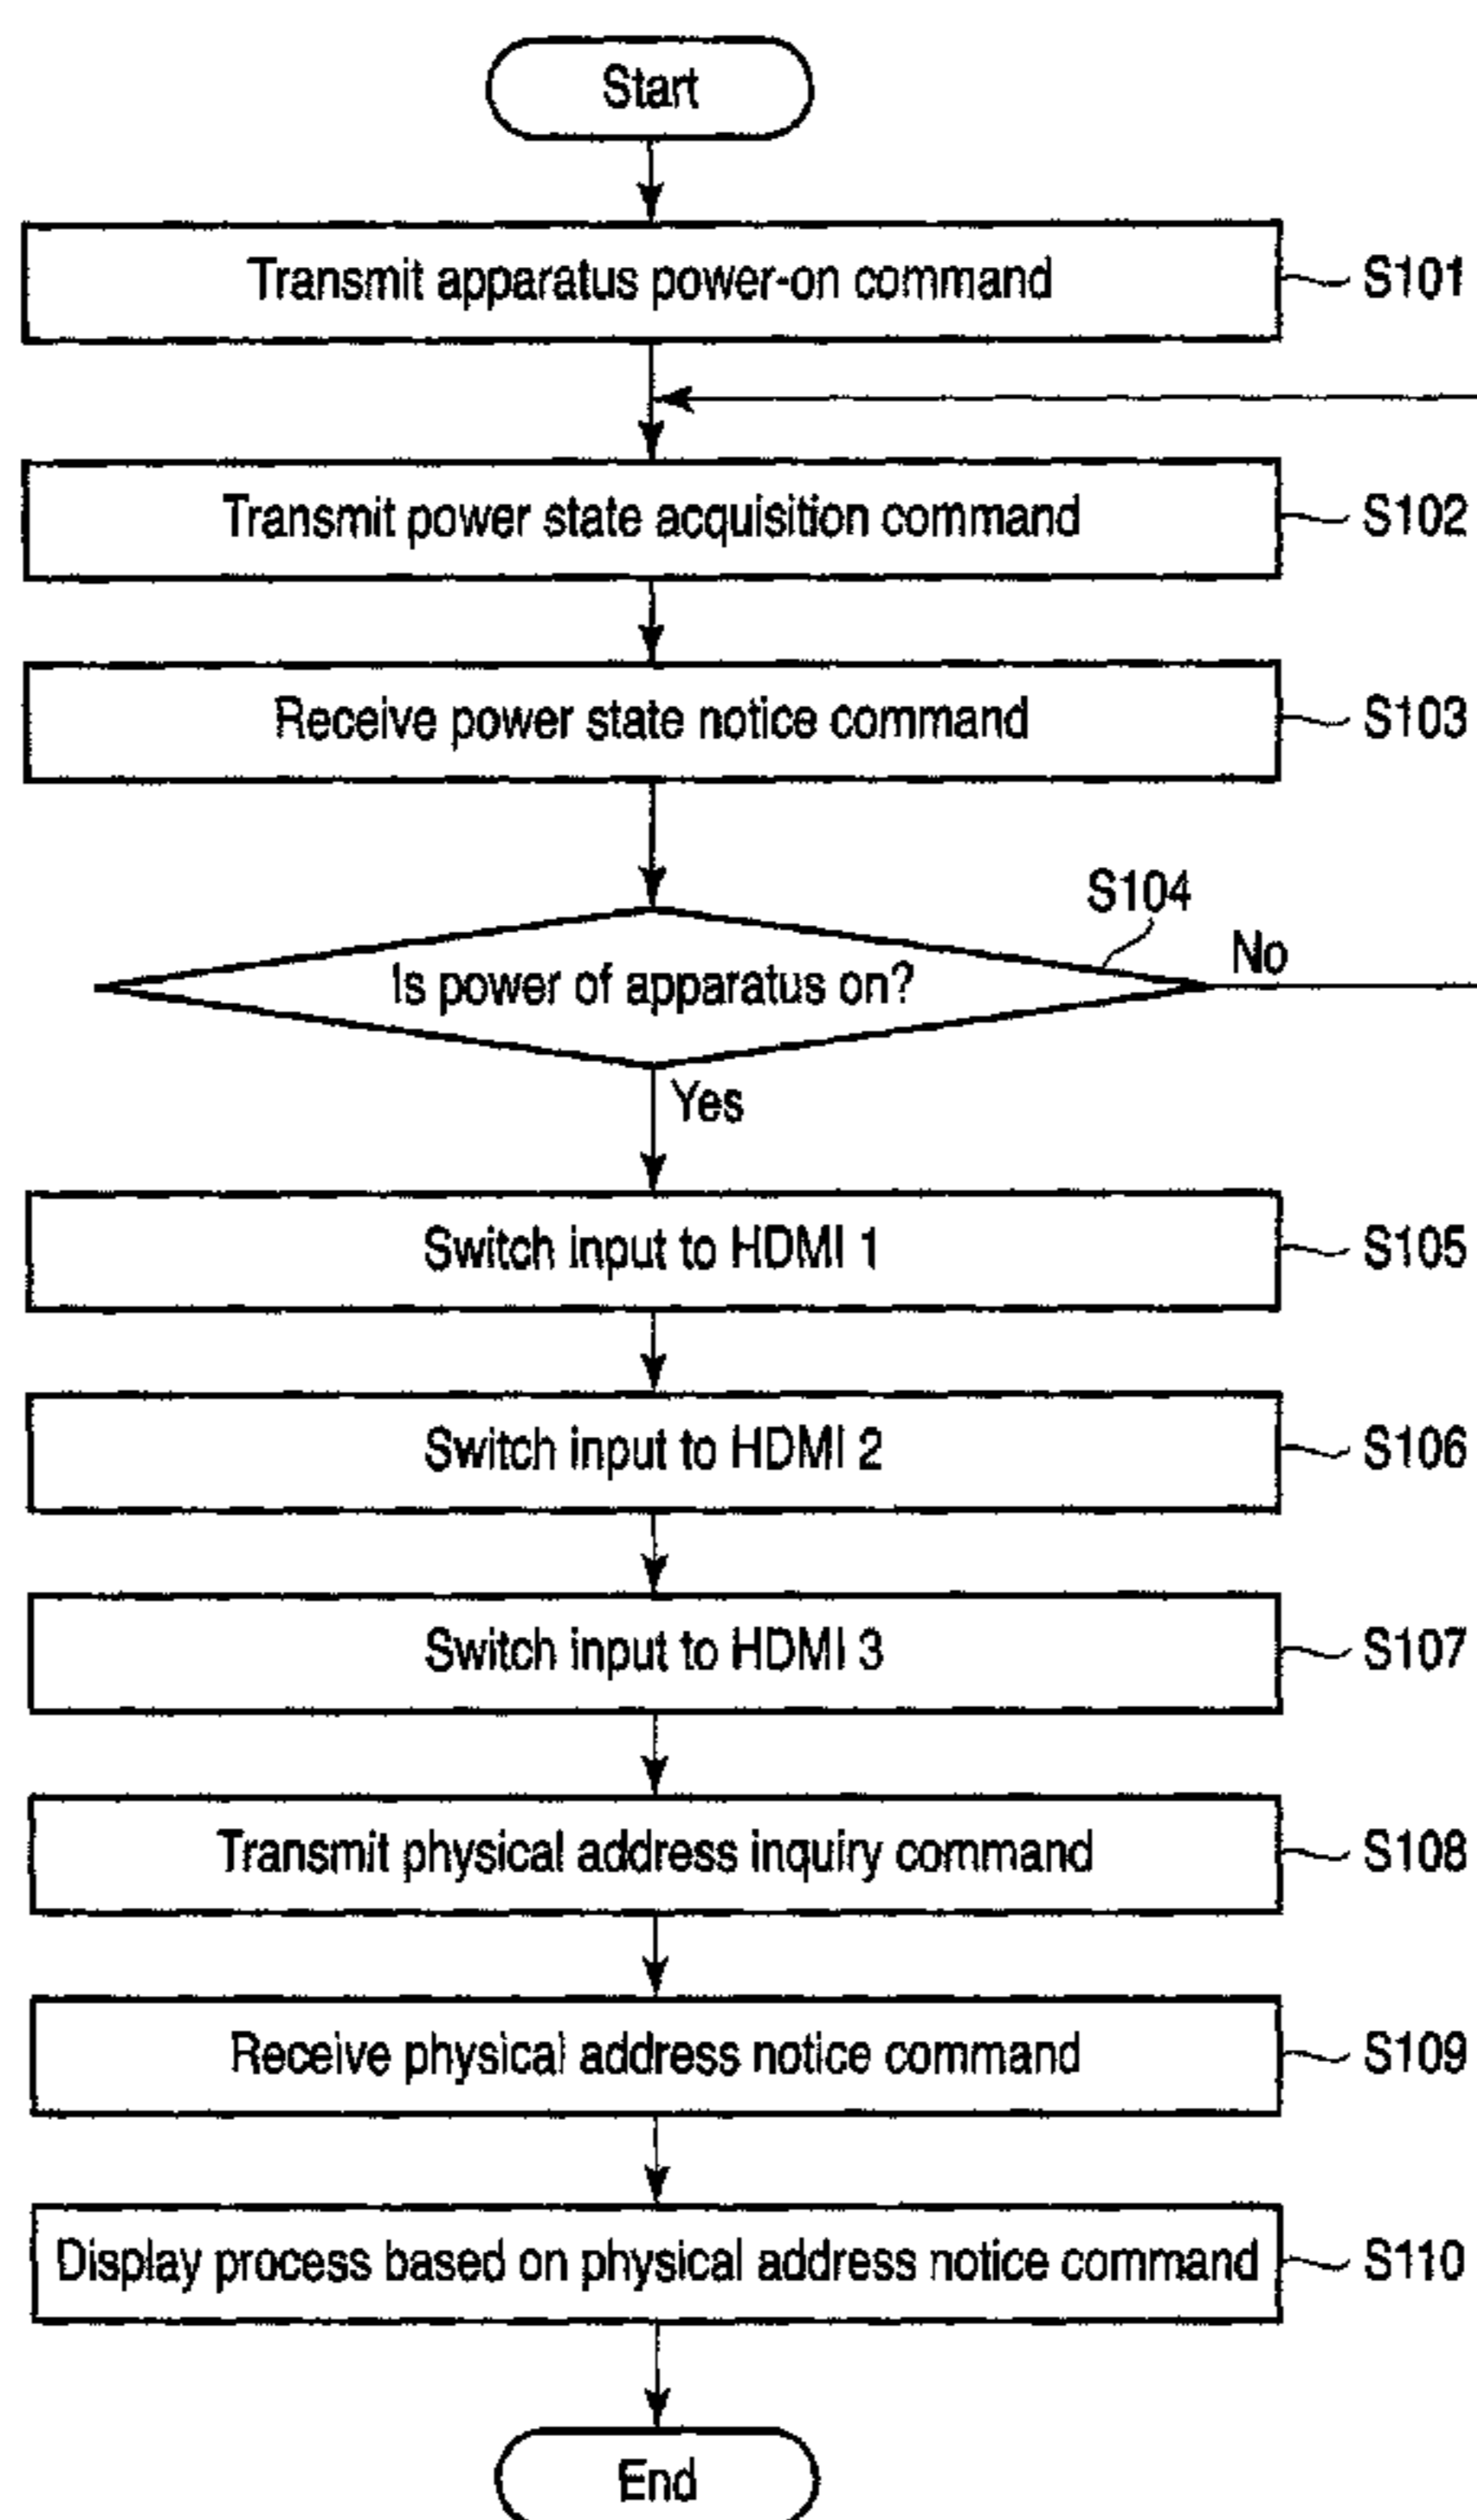 Start
Transmit apparatus power-on command
S101
Transmit power state acquisition command
S102
Receive power state notice command
S103
S104
Is power of apparatus on?
No
Yes
Switch input to HDMI 1
S105
Switch input to HDMI 2
S106
Switch input to HDMI 3
S107
Transmit physical address inquiry command
S108
Receive physical address notice command
S109
Display process based on physical address notice command
S110
End